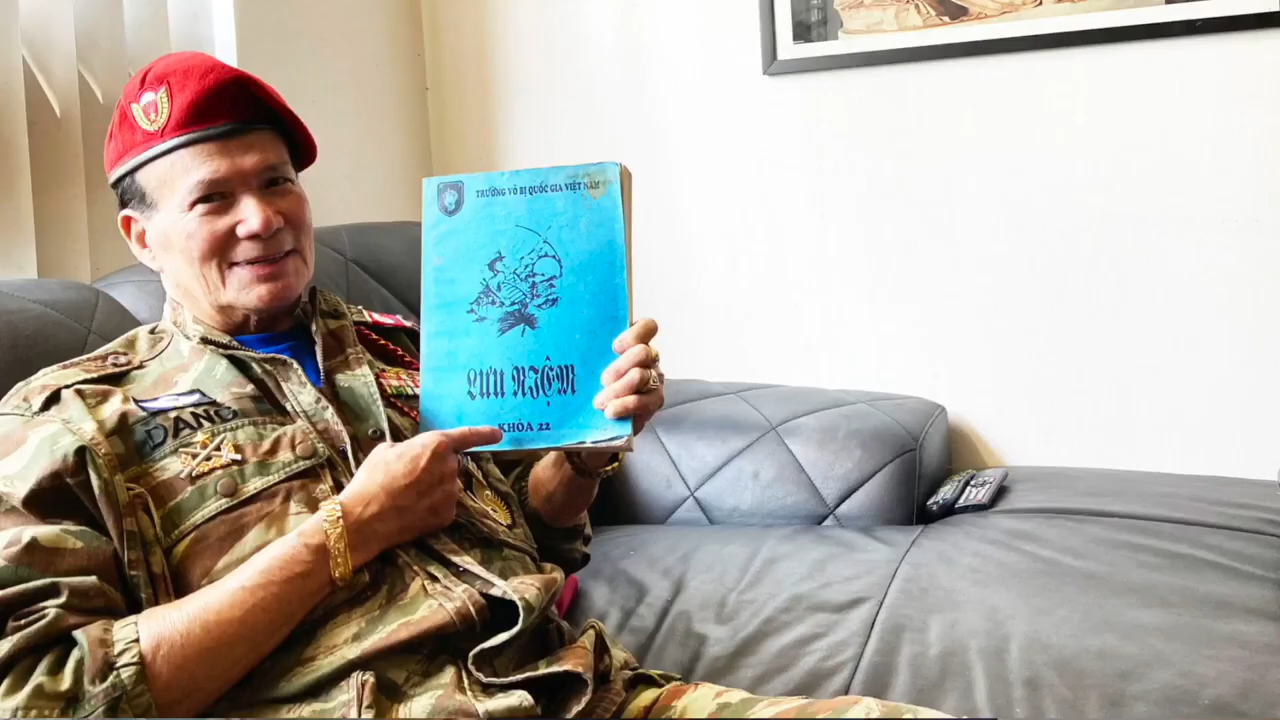 TRƯỜNG VÕ BỊ QUỐC GIA VIỆT NAM
LƯU NIỆM
KHÓA 22
DANG